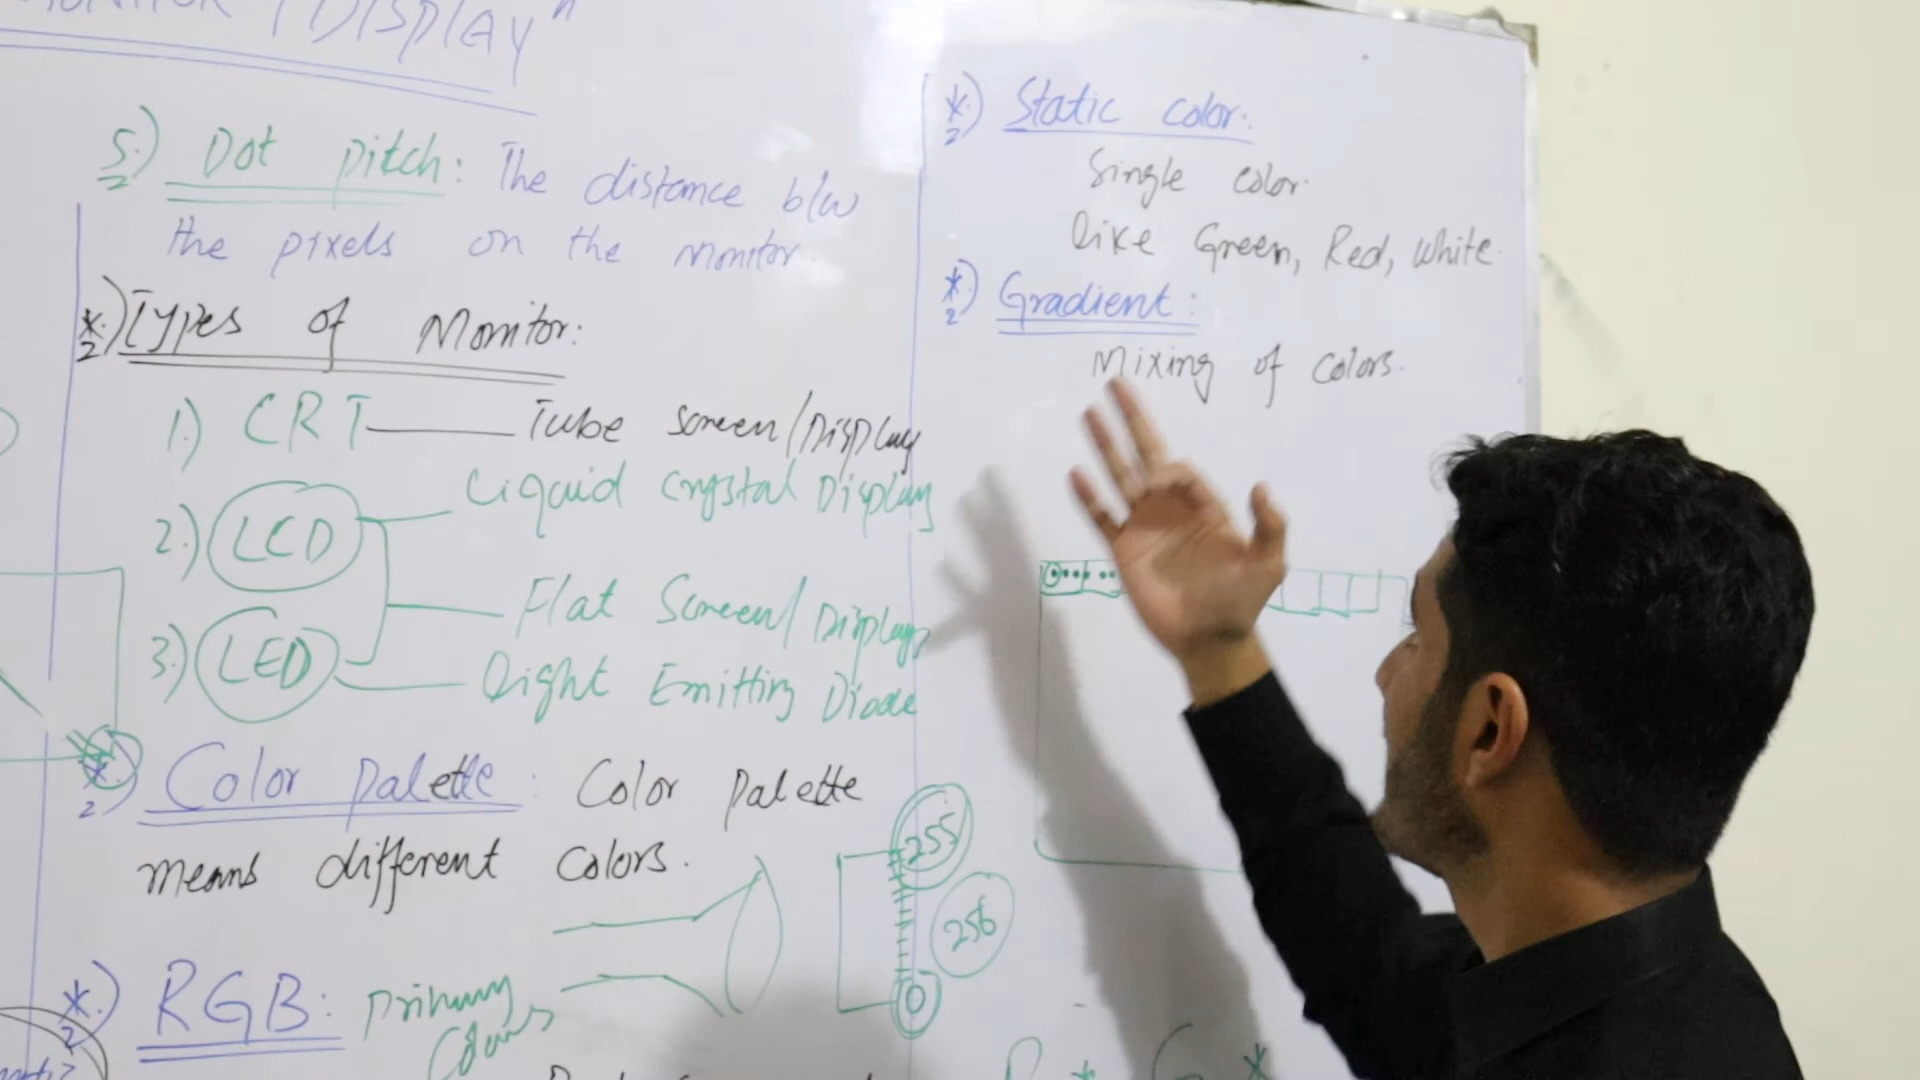 Display"
5.) Dot pitch: The distance b/w
the pixels on the monitor.
*.) Types of Monitor:
1.) CRT Tube Screen/Display
2.) LCD Liquid Crystal Display
Flat Screen/Display
3.) LED Light Emitting Diode
*.) Color palette: Color palette
means different colors.
*.) RGB: primary
Colors
255
256
0
*.) Static color:
Single color.
like Green, Red, White.
*.) Gradient:
Mixing of colors.